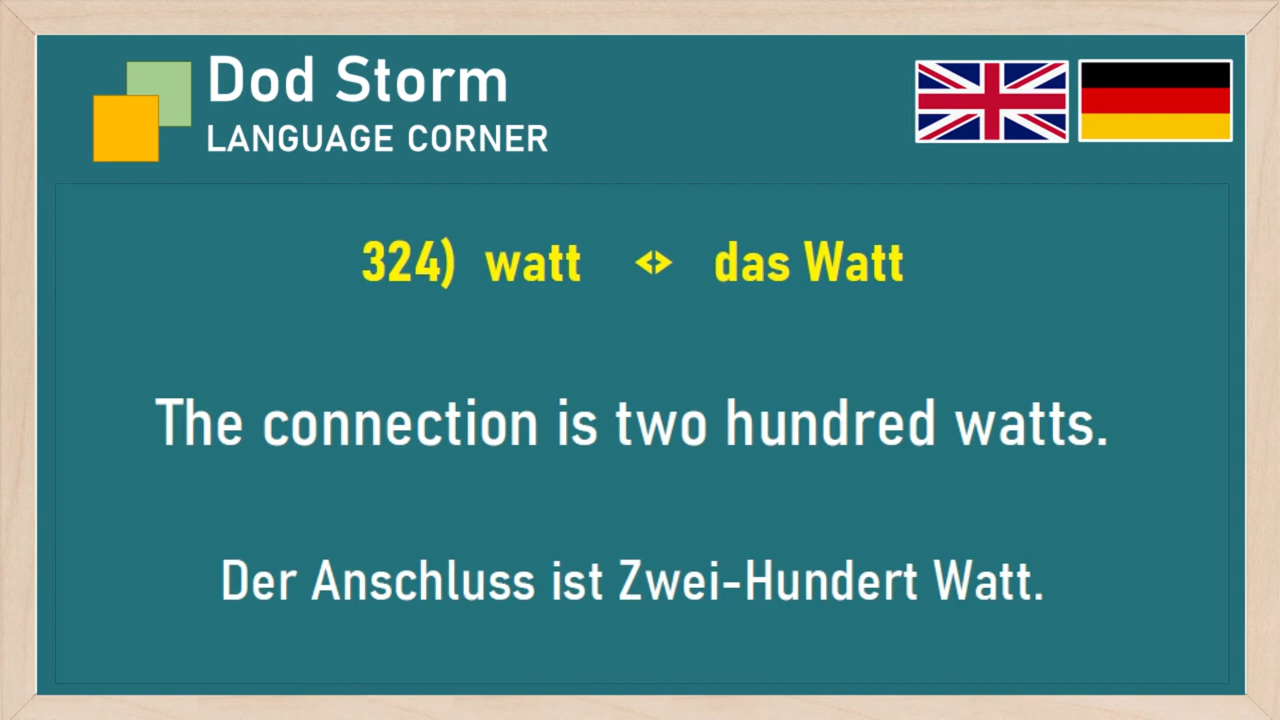 Dod Storm
LANGUAGE CORNER
324) watt <> das Watt
The connection is two hundred watts.
Der Anschluss ist Zwei-Hundert Watt.